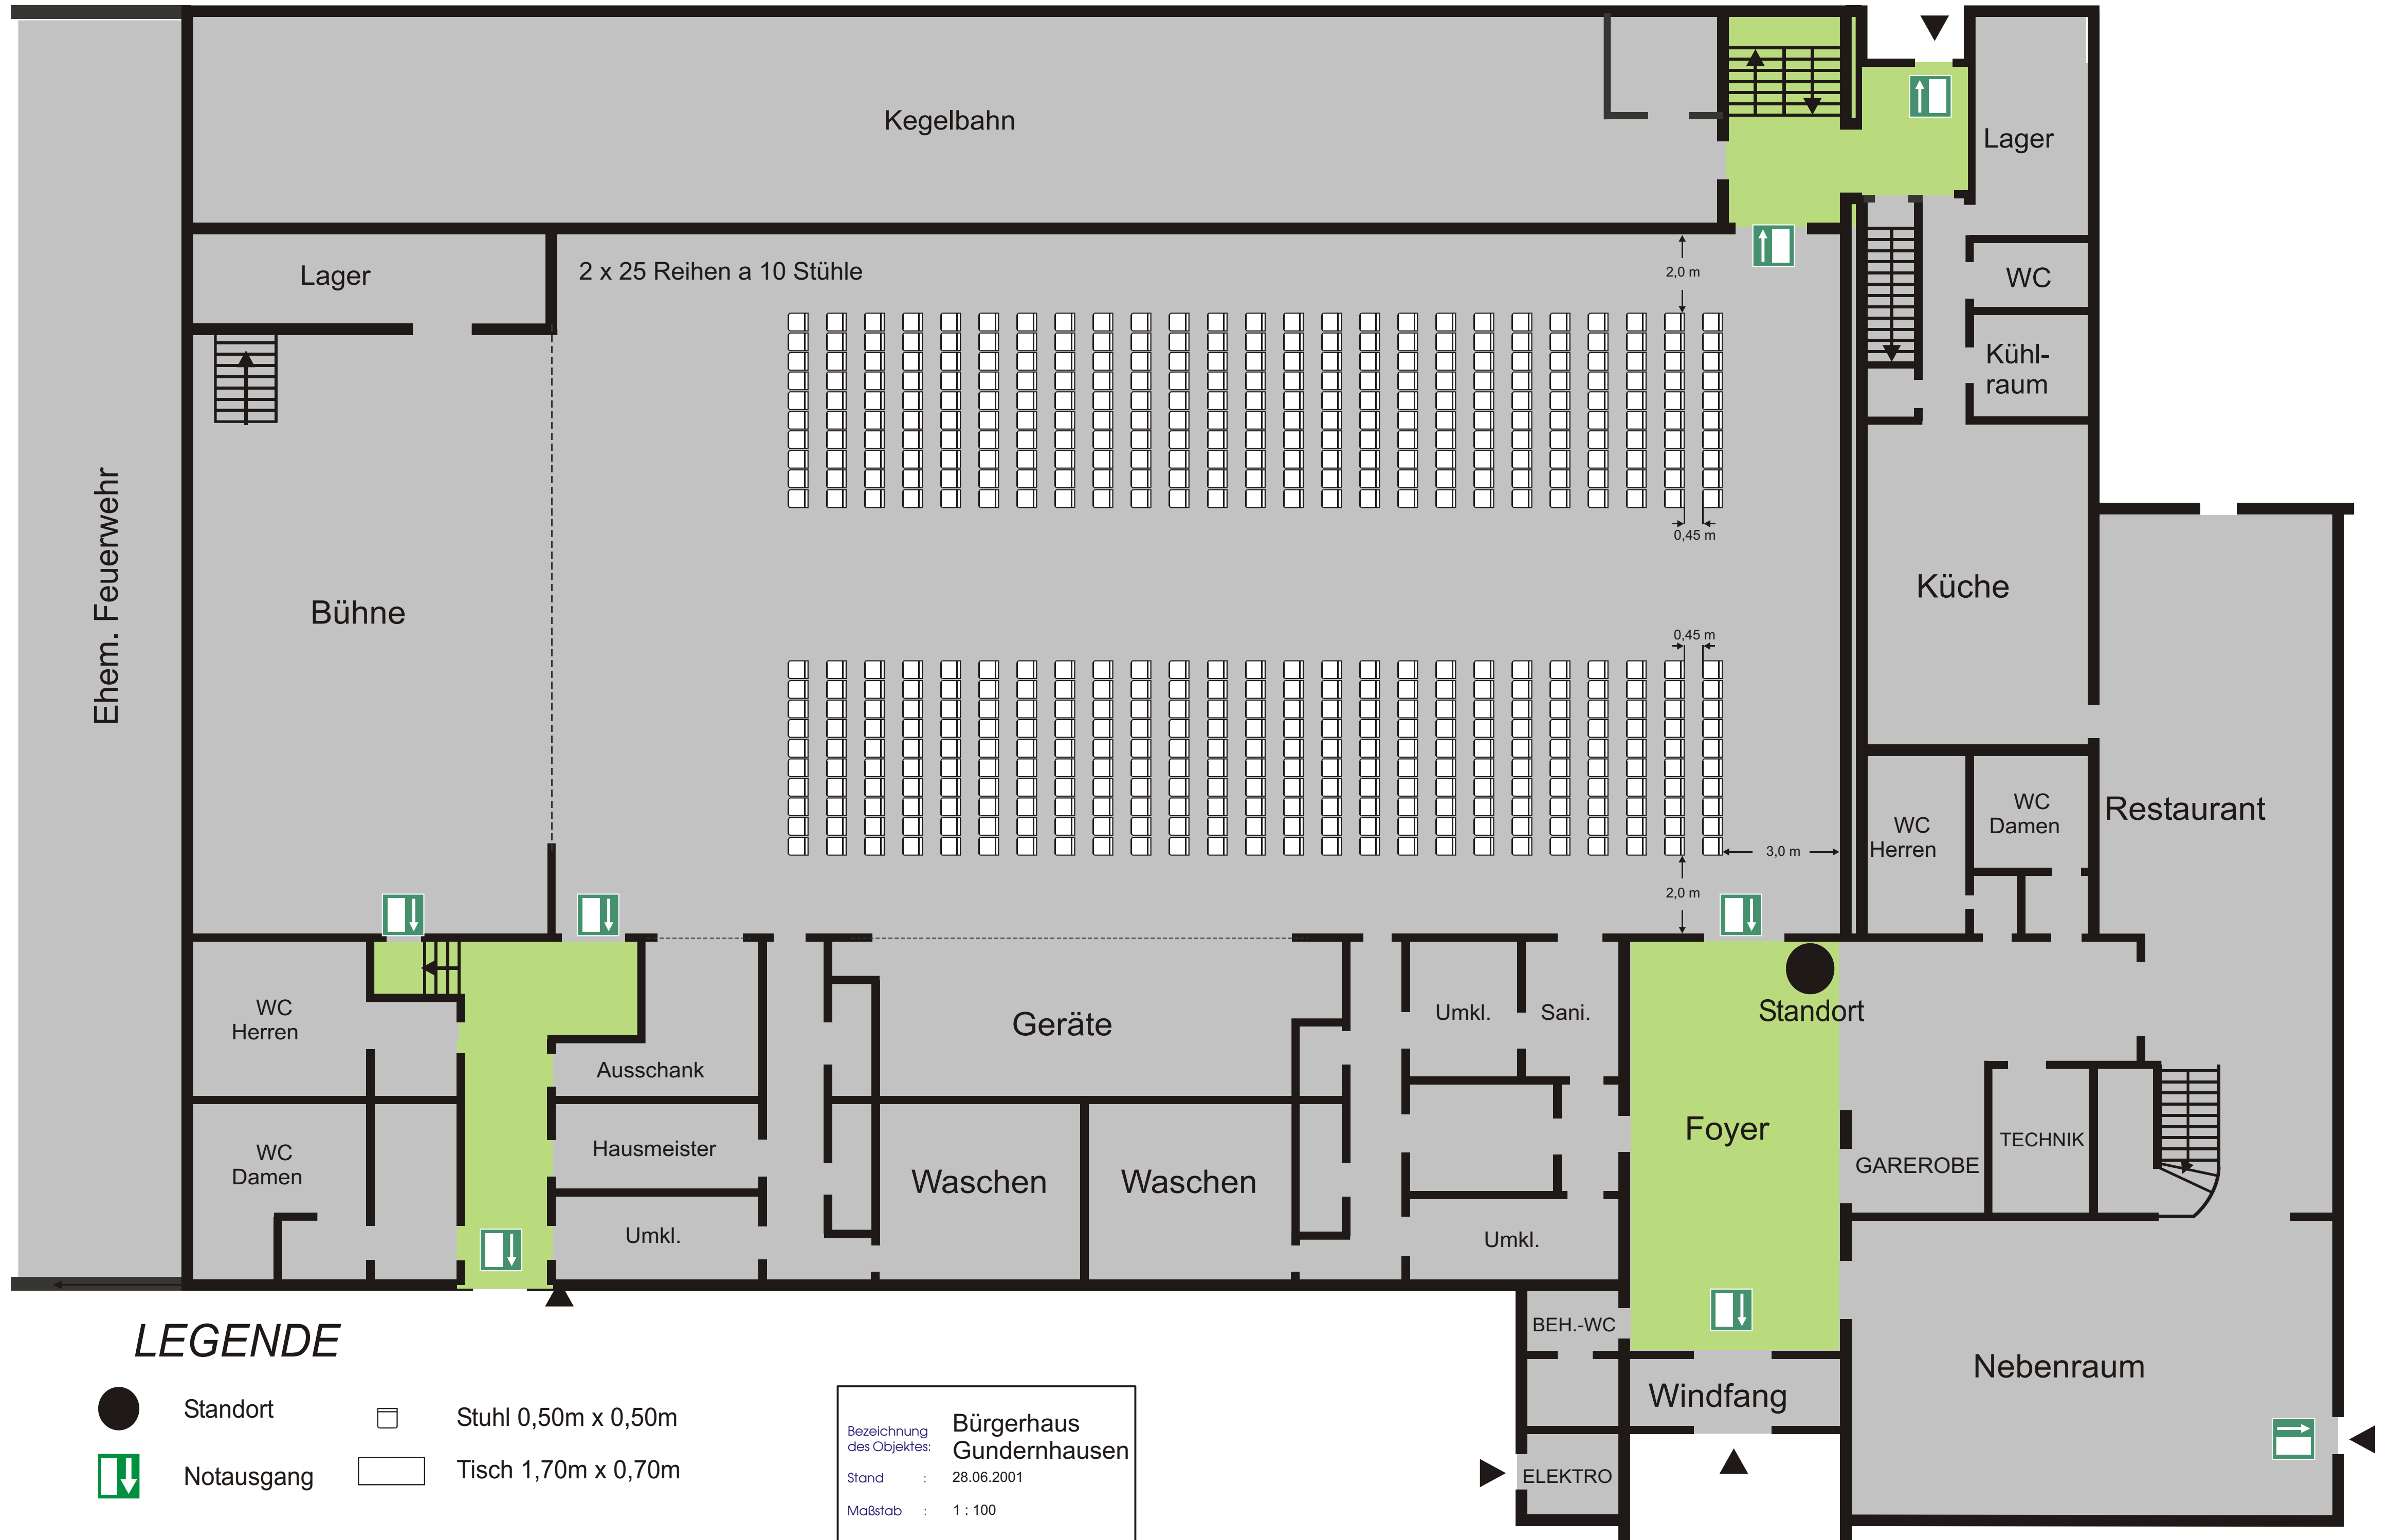 Kegelbahn
Lager
Lager
2 x 25 Reihen a 10 Stühle
2,0 m
WC
Kühl-
raum
Ehem. Feuerwehr
Bühne
0,45 m
Küche
0,45 m
WC
Damen
Restaurant
WC
Herren
3,0 m
2,0 m
WC
Herren
Geräte
Umkl.
Sani.
Standort
Ausschank
Foyer
Hausmeister
TECHNIK
WC
Damen
GAREROBE
Waschen
Waschen
Umkl.
Umkl.
BEH.-WC
Nebenraum
Windfang
ELEKTRO
LEGENDE
Standort
Stuhl 0,50m x 0,50m
Notausgang
Tisch 1,70m x 0,70m
Bezeichnung
des Objektes:
Bürgerhaus
Gundernhausen
Stand : 28.06.2001
Maßstab : 1 : 100